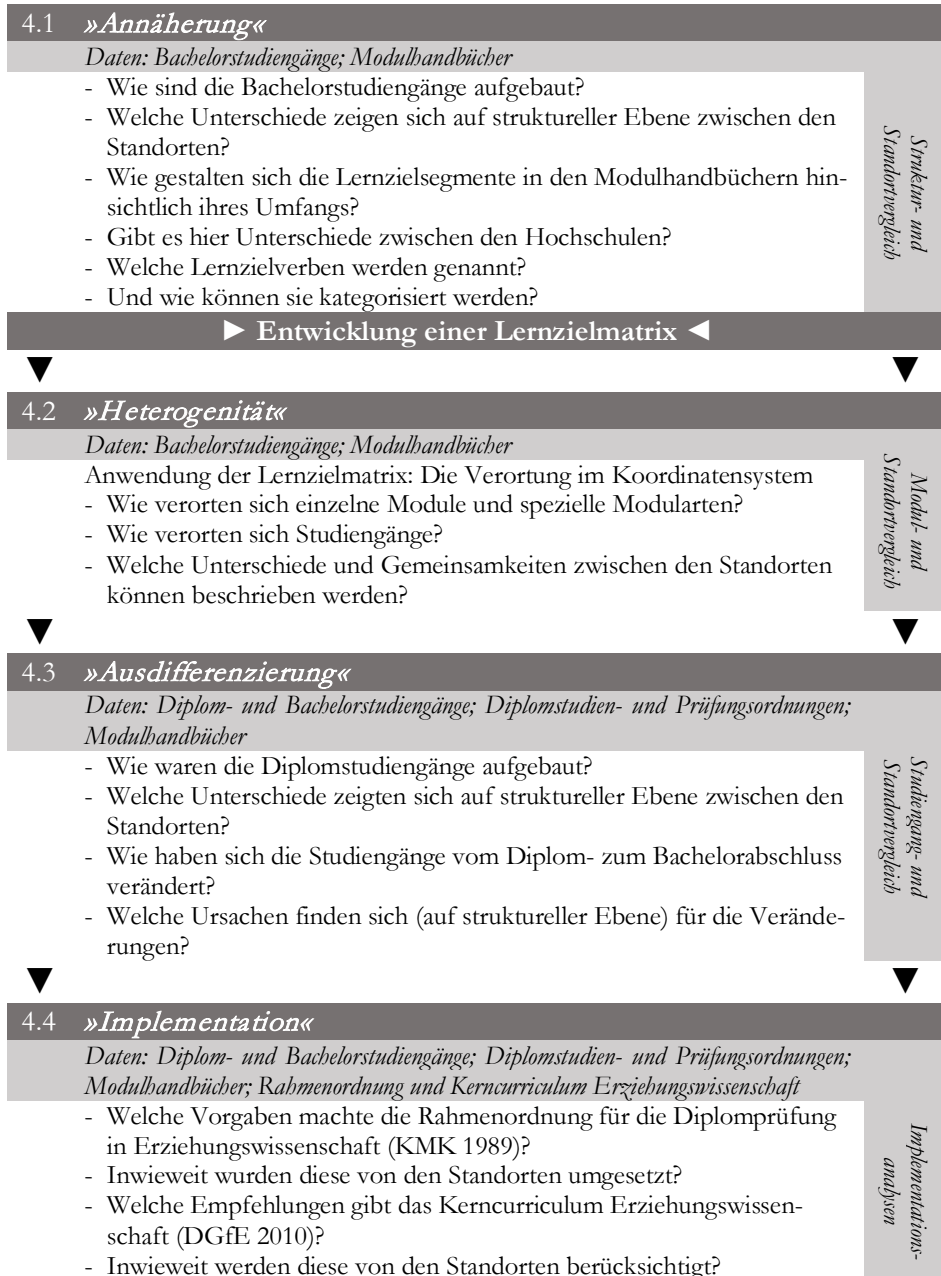 4.1 »Annäherung«
Daten: Bachelorstudiengänge; Modulhandbücher
- Wie sind die Bachelorstudiengänge aufgebaut?
- Welche Unterschiede zeigen sich auf struktureller Ebene zwischen den
Standorten?
- Wie gestalten sich die Lernzielsegmente in den Modulhandbüchern hin-
sichtlich ihres Umfangs?
- Gibt es hier Unterschiede zwischen den Hochschulen?
- Welche Lernzielverben werden genannt?
- Und wie können sie kategorisiert werden?
Struktur- und
Standortvergleich
► Entwicklung einer Lernzielmatrix ◄
▼ ▼
4.2 »Heterogenität«
Daten: Bachelorstudiengänge; Modulhandbücher
Anwendung der Lernzielmatrix: Die Verortung im Koordinatensystem
- Wie verorten sich einzelne Module und spezielle Modularten?
- Wie verorten sich Studiengänge?
- Welche Unterschiede und Gemeinsamkeiten zwischen den Standorten
können beschrieben werden?
Modul- und
Standortvergleich
▼ ▼
4.3 »Ausdifferenzierung«
Daten: Diplom- und Bachelorstudiengänge; Diplomstudien- und Prüfungsordnungen;
Modulhandbücher
- Wie waren die Diplomstudiengänge aufgebaut?
- Welche Unterschiede zeigten sich auf struktureller Ebene zwischen den
Standorten?
- Wie haben sich die Studiengänge vom Diplom- zum Bachelorabschluss
verändert?
- Welche Ursachen finden sich (auf struktureller Ebene) für die Verände-
rungen?
Studiengang- und
Standortvergleich
▼ ▼
4.4 »Implementation«
Daten: Diplom- und Bachelorstudiengänge; Diplomstudien- und Prüfungsordnungen;
Modulhandbücher; Rahmenordnung und Kerncurriculum Erziehungswissenschaft
- Welche Vorgaben machte die Rahmenordnung für die Diplomprüfung
in Erziehungswissenschaft (KMK 1989)?
- Inwieweit wurden diese von den Standorten umgesetzt?
- Welche Empfehlungen gibt das Kerncurriculum Erziehungswissen-
schaft (DGfE 2010)?
- Inwieweit werden diese von den Standorten berücksichtigt?
Implementations-
analysen